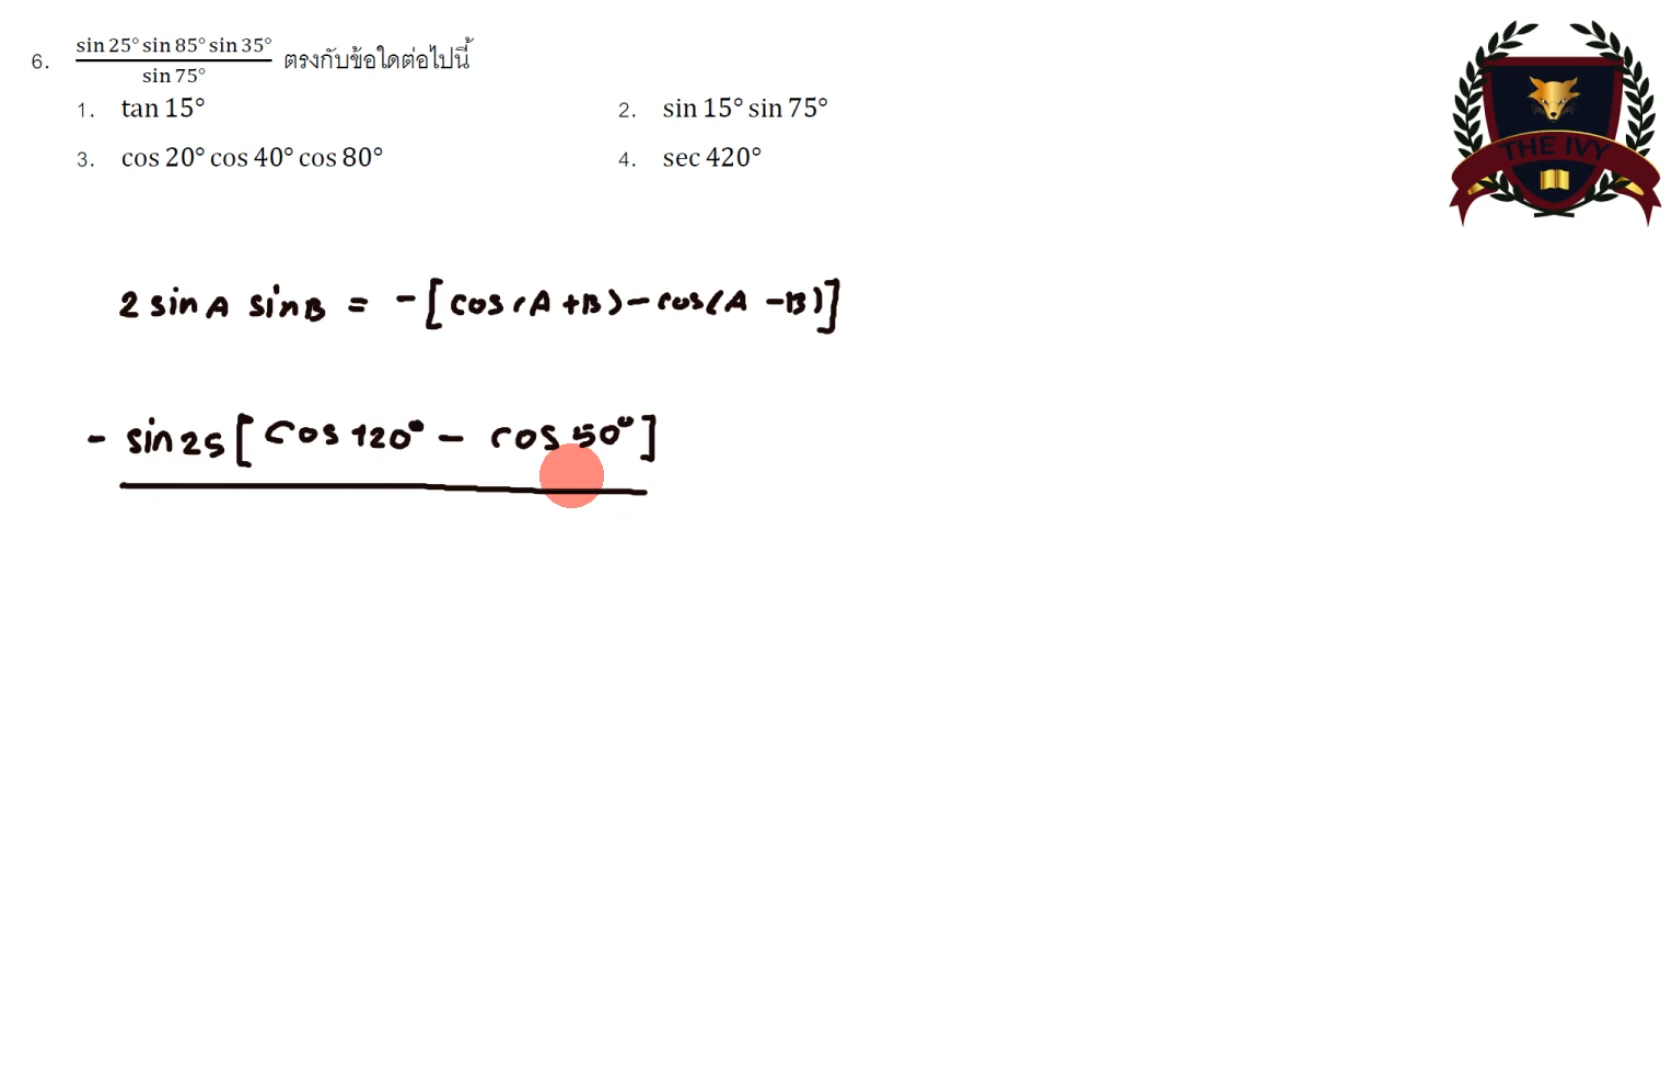 6. sin 25° sin 85° sin 35° / sin 75° ตรงกับข้อใดต่อไปนี้
1. tan 15° 2. sin 15° sin 75°
3. cos 20° cos 40° cos 80° 4. sec 420°
THE IVY
2 sin A sin B = -[cos(A+B)-cos(A-B)]
- sin 25 [cos 120° - cos 50°]